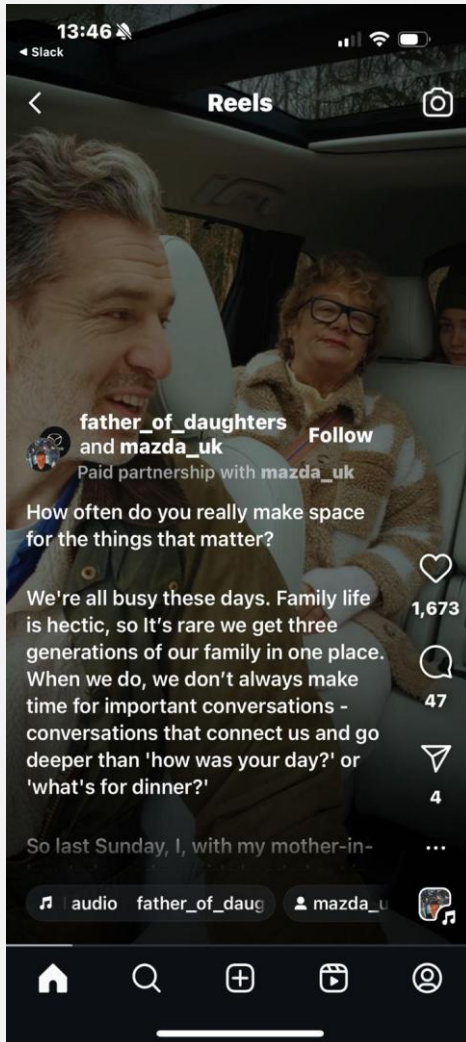 13:46
Slack
Reels
father_of_daughters
and mazda_uk
Follow
Paid partnership with mazda_uk
How often do you really make space
for the things that matter?
We're all busy these days. Family life
is hectic, so It’s rare we get three
generations of our family in one place.
When we do, we don’t always make
time for important conversations -
conversations that connect us and go
deeper than 'how was your day?' or
'what's for dinner?'
So last Sunday, I, with my mother-in-
1,673
47
4
audio father_of_daug
mazda_u